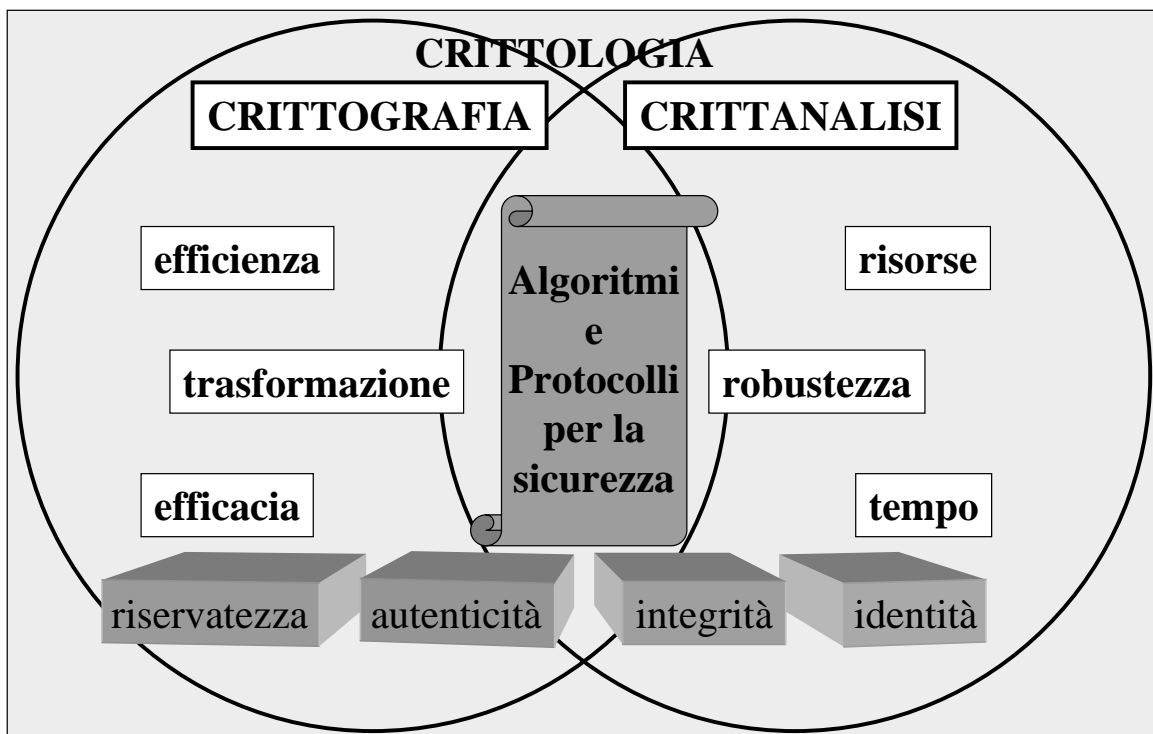 CRITTOLOGIA
CRITTOGRAFIA
CRITTANALISI
efficienza
trasformazione
efficacia
Algoritmi
e
Protocolli
per la
sicurezza
risorse
robustezza
tempo
riservatezza
autenticità
integrità
identità